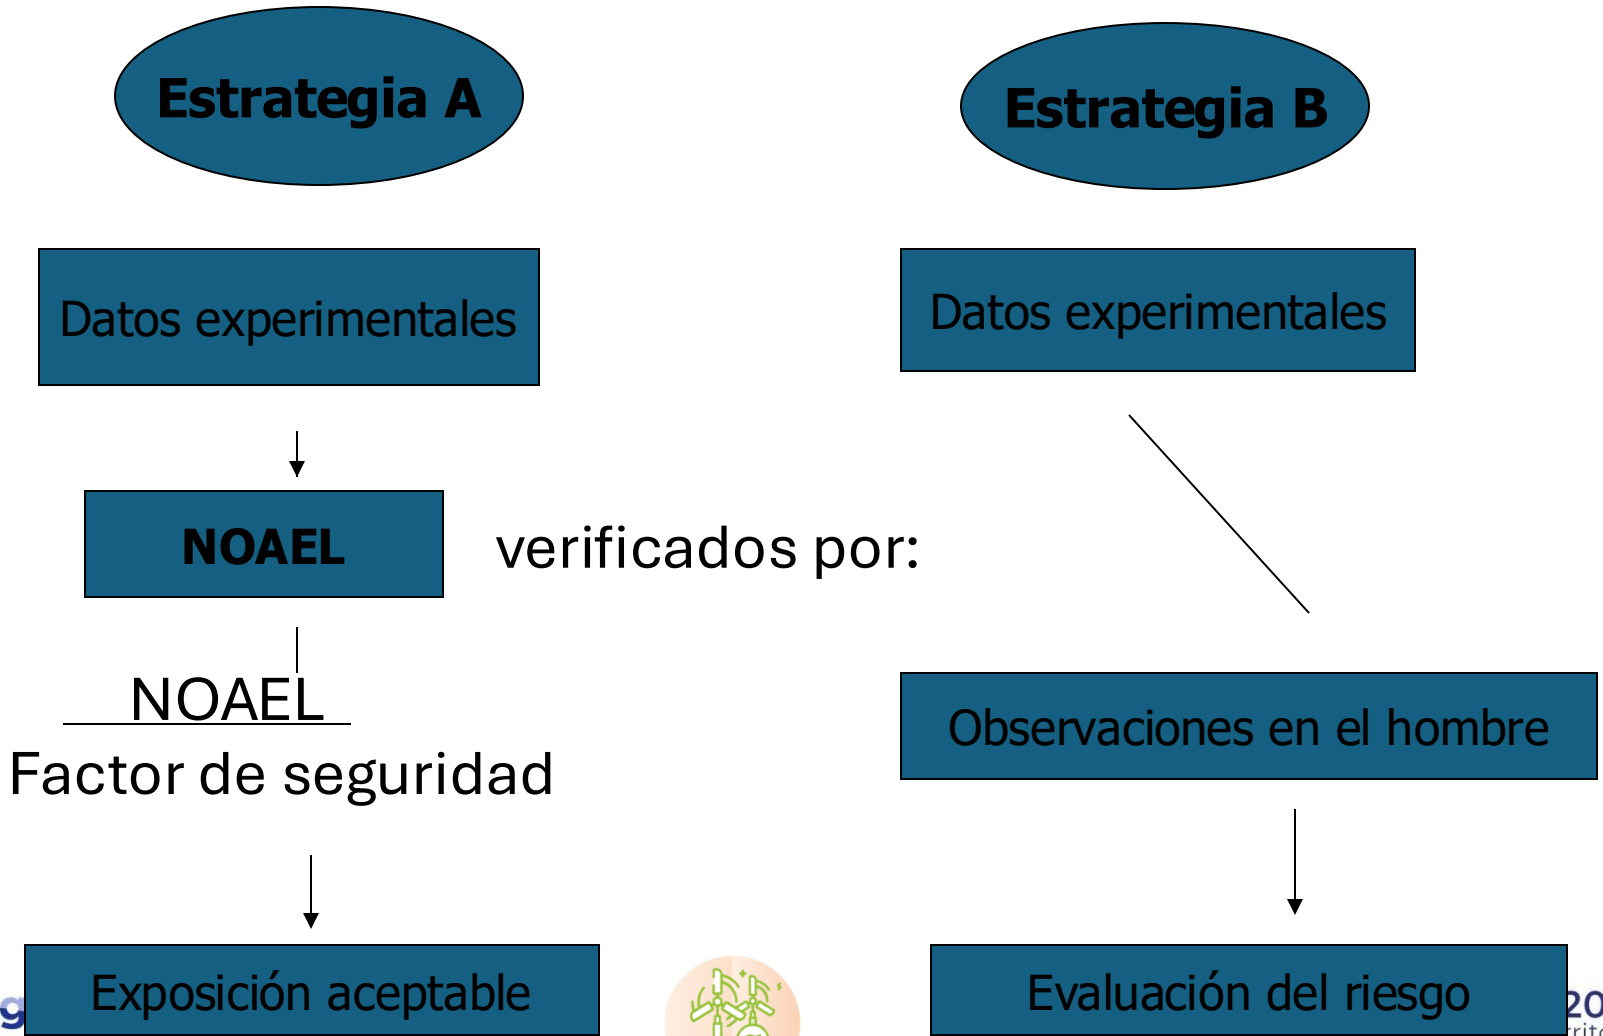 Estrategia A
Datos experimentales
NOAEL
verificados por:
NOAEL
Factor de seguridad
Exposición aceptable
Estrategia B
Datos experimentales
Observaciones en el hombre
Evaluación del riesgo
g
20